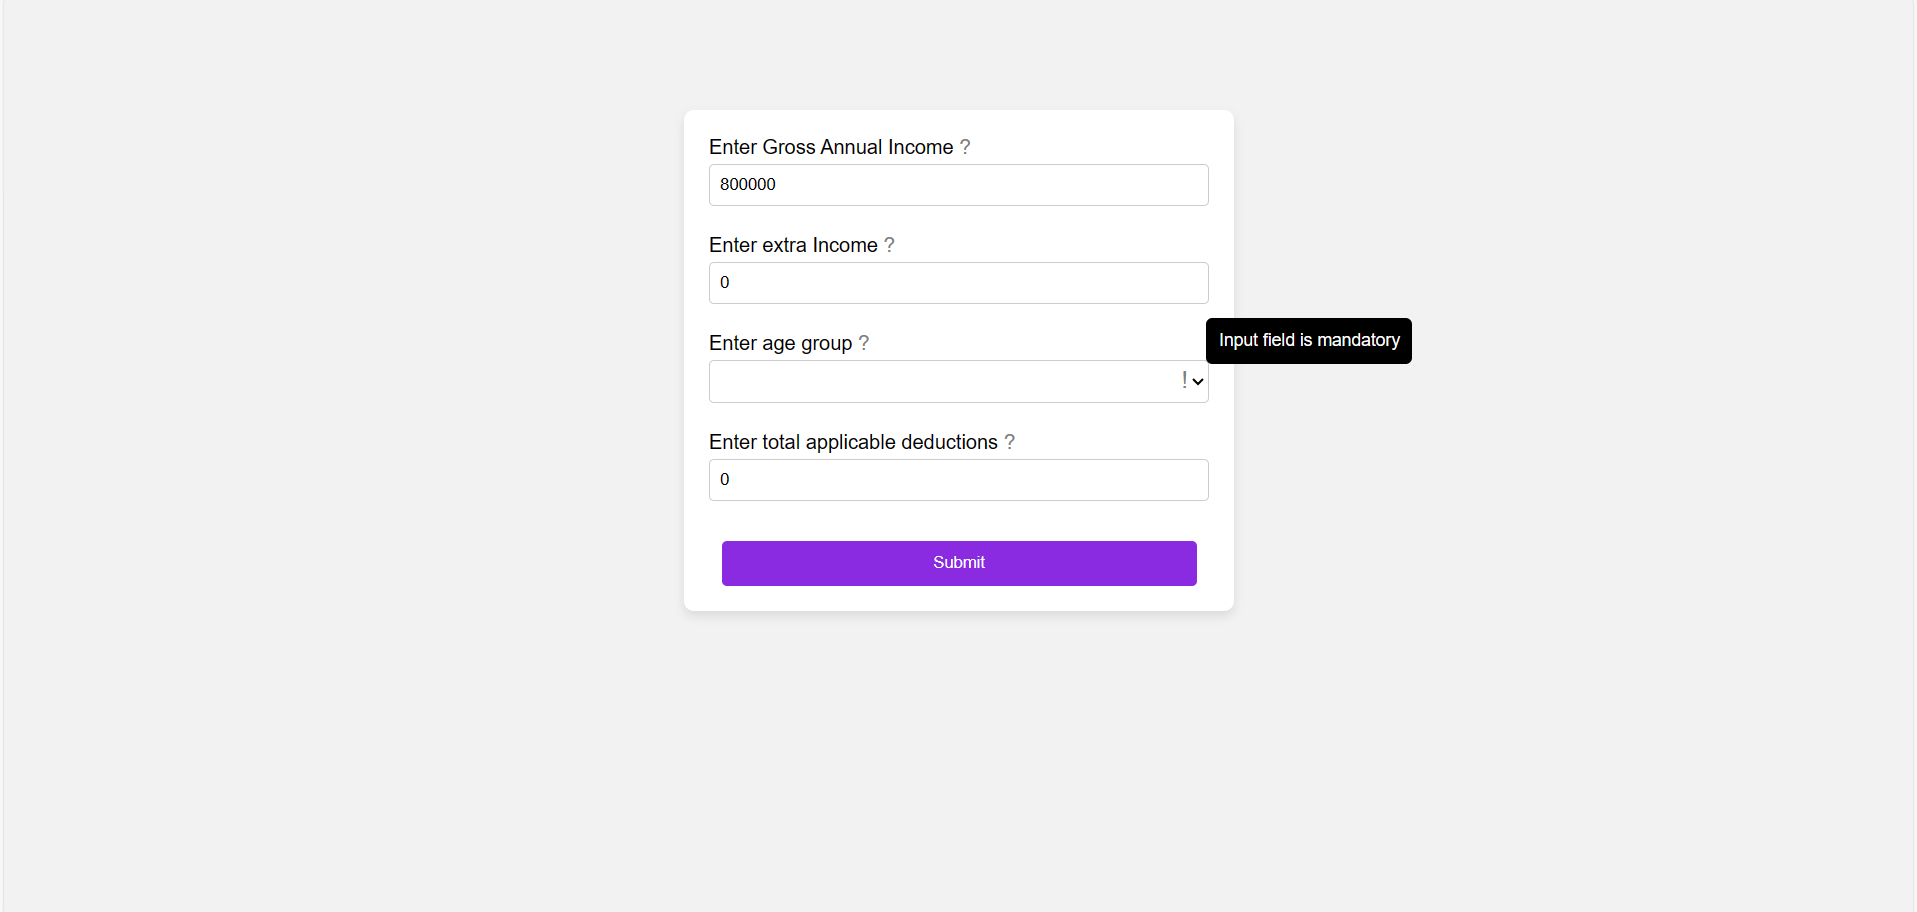 Enter Gross Annual Income ?
800000
Enter extra Income ?
0
Input field is mandatory
Enter age group ?
!
Enter total applicable deductions ?
0
Submit